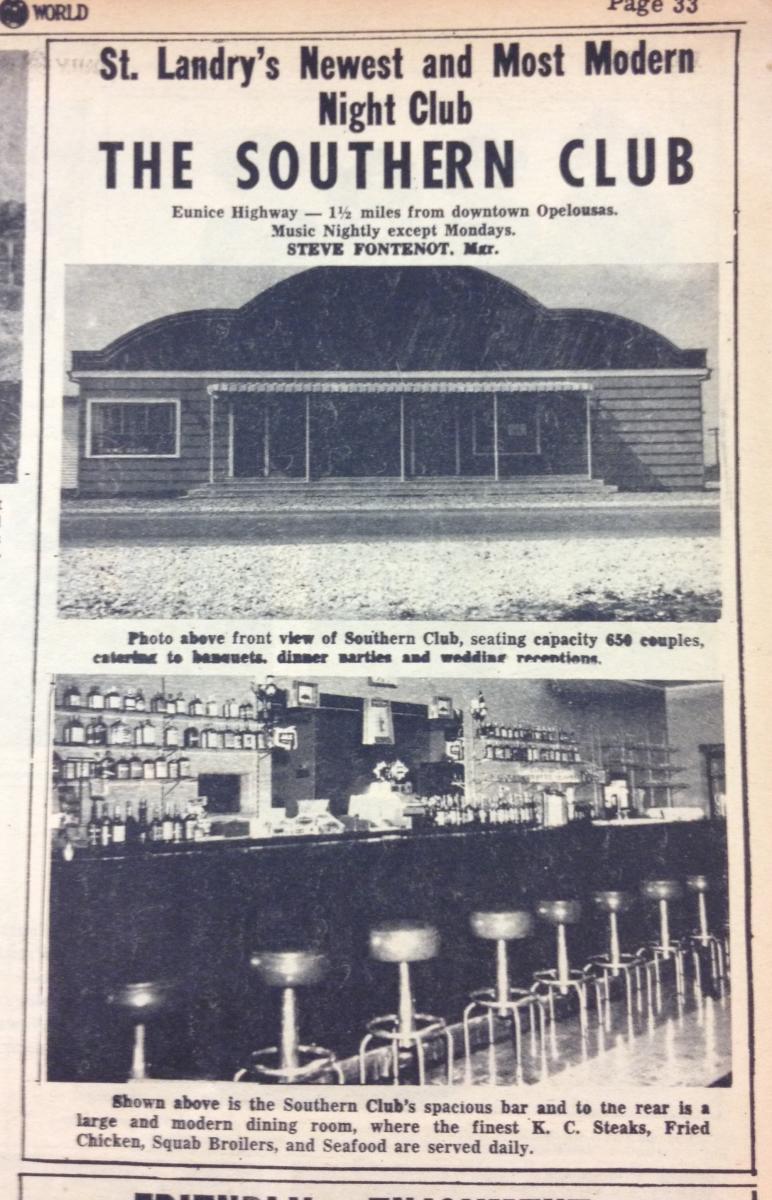 WORLD
Page 33
St. Landry's Newest and Most Modern
Night Club
THE SOUTHERN CLUB
Eunice Highway — 1½ miles from downtown Opelousas.
Music Nightly except Mondays.
STEVE FONTENOT, Mgr.
Photo above front view of Southern Club, seating capacity 650 couples,
catering to banquets, dinner parties and wedding receptions.
Shown above is the Southern Club's spacious bar and to the rear is a
large and modern dining room, where the finest K. C. Steaks, Fried
Chicken, Squab Broilers, and Seafood are served daily.